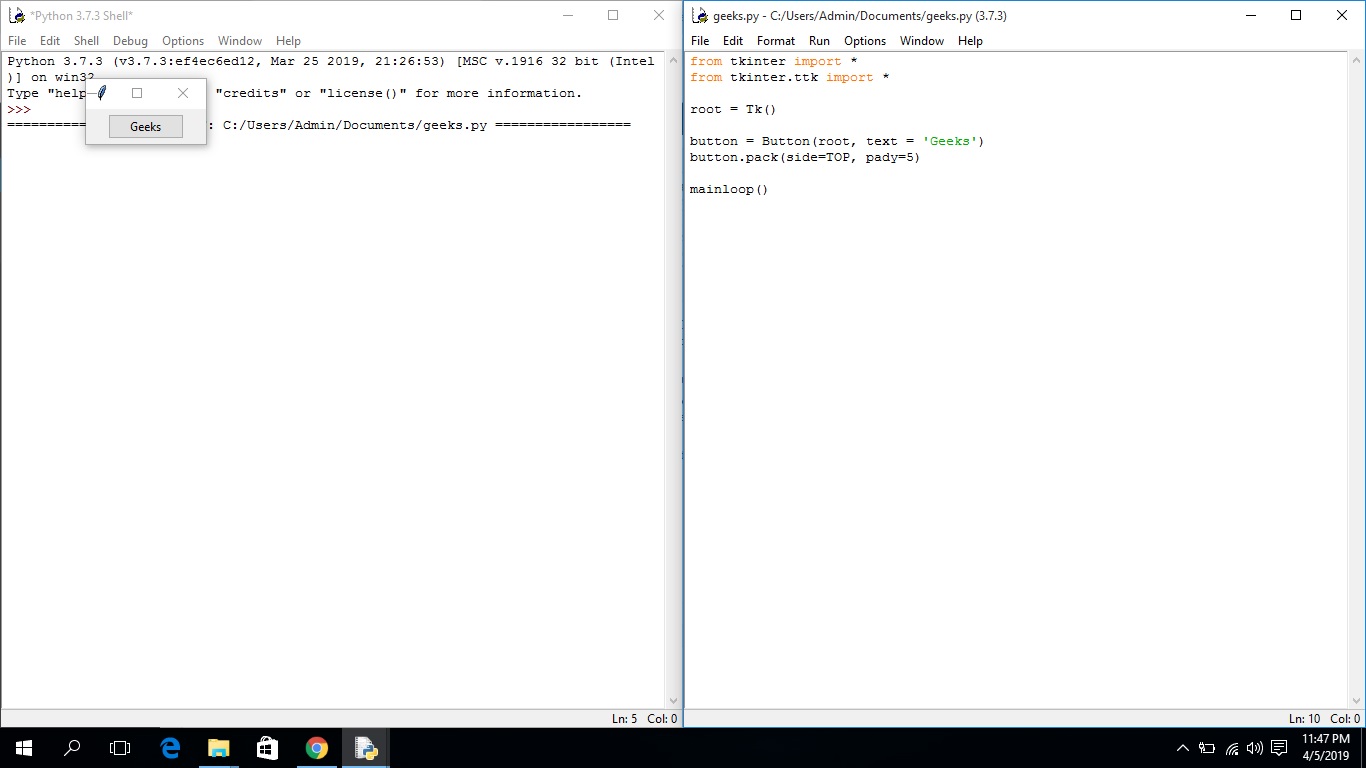 *Python 3.7.3 Shell*
File Edit Shell Debug Options Window Help
Python 3.7.3 (v3.7.3:ef4ec6ed12, Mar 25 2019, 21:26:53) [MSC v.1916 32 bit (Intel
)] on win32
Type "help "credits" or "license()" for more information.
>>>
========== : C:/Users/Admin/Documents/geeks.py =================
Geeks
Ln: 5 Col: 0
geeks.py - C:/Users/Admin/Documents/geeks.py (3.7.3)
File Edit Format Run Options Window Help
from tkinter import *
from tkinter.ttk import *
root = Tk()
button = Button(root, text = 'Geeks')
button.pack(side=TOP, pady=5)
mainloop()
Ln: 10 Col: 0
11:47 PM
4/5/2019